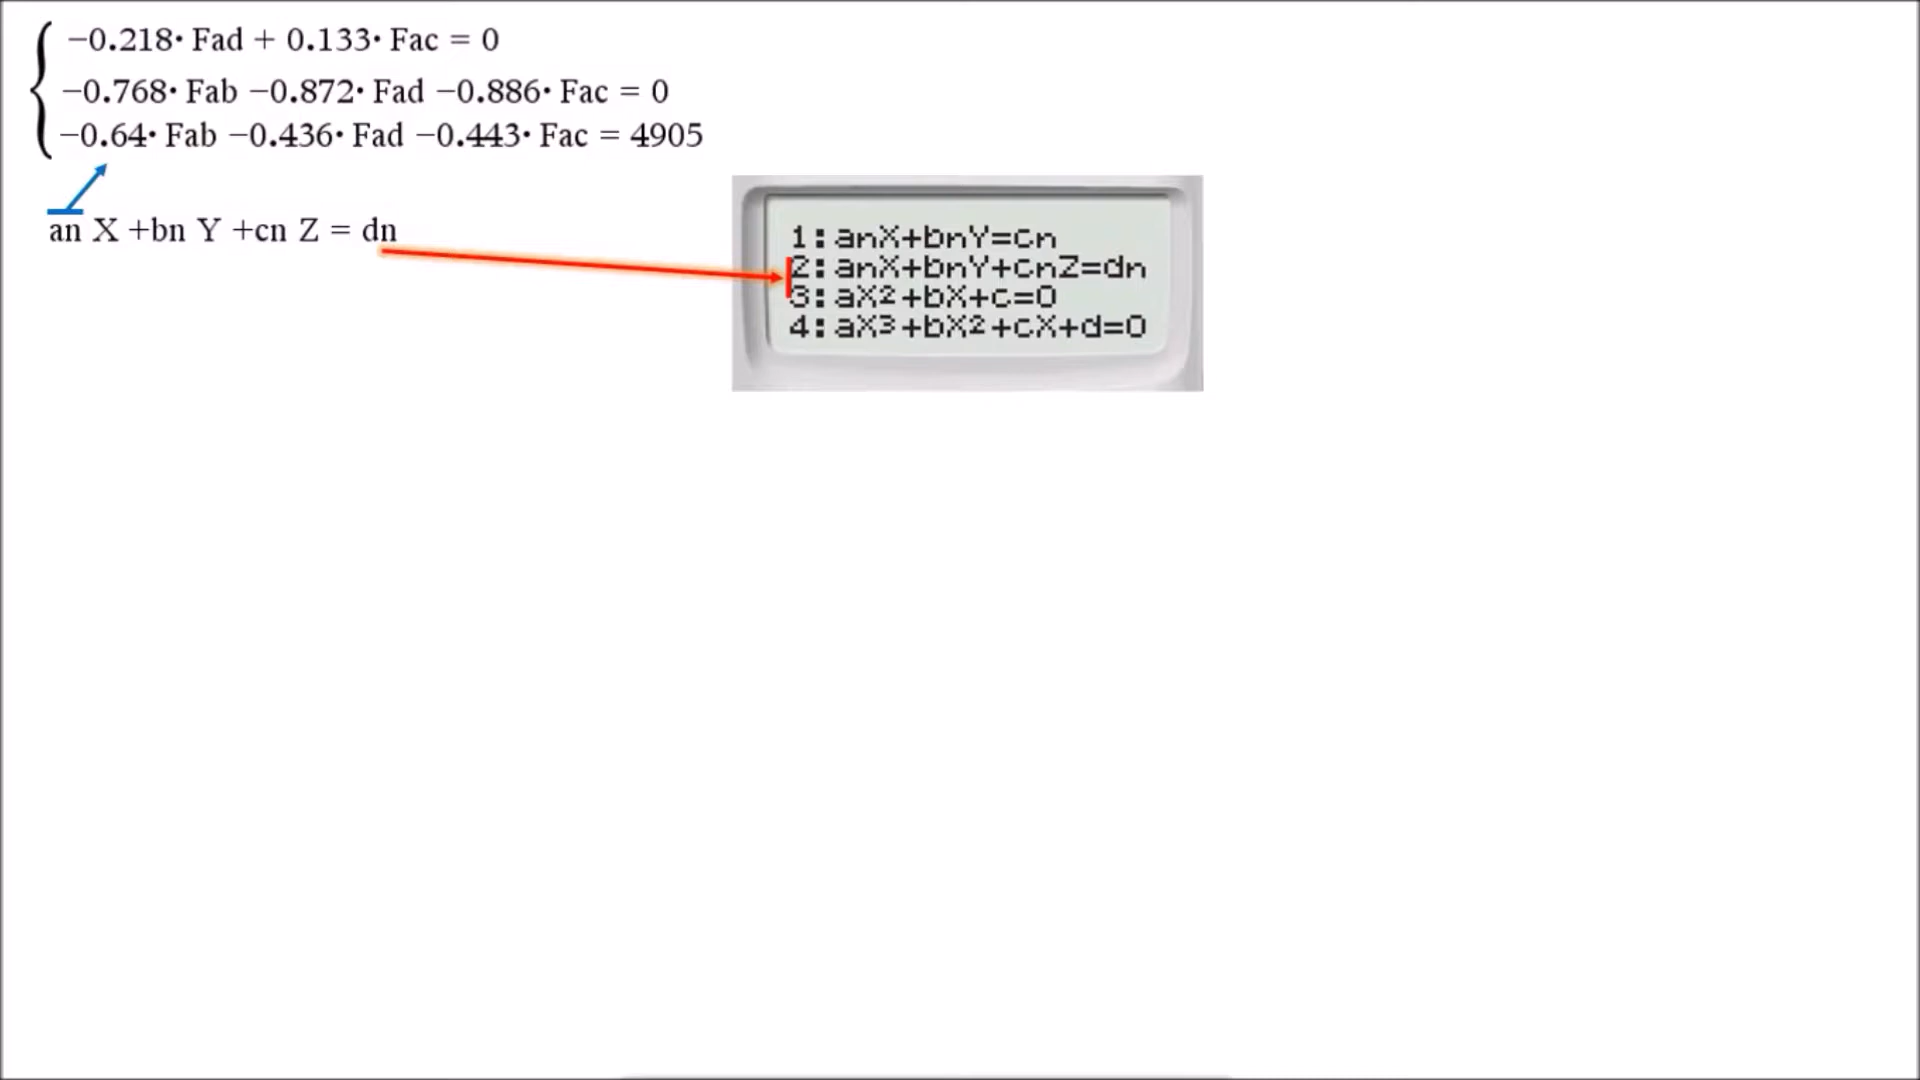 −0.218· Fad + 0.133· Fac = 0
−0.768· Fab −0.872· Fad −0.886· Fac = 0
−0.64· Fab −0.436· Fad −0.443· Fac = 4905
an X +bn Y +cn Z = dn
1:anX+bnY=cn
2:anX+bnY+cnZ=dn
3:aX²+bX+c=0
4:aX³+bX²+cX+d=0